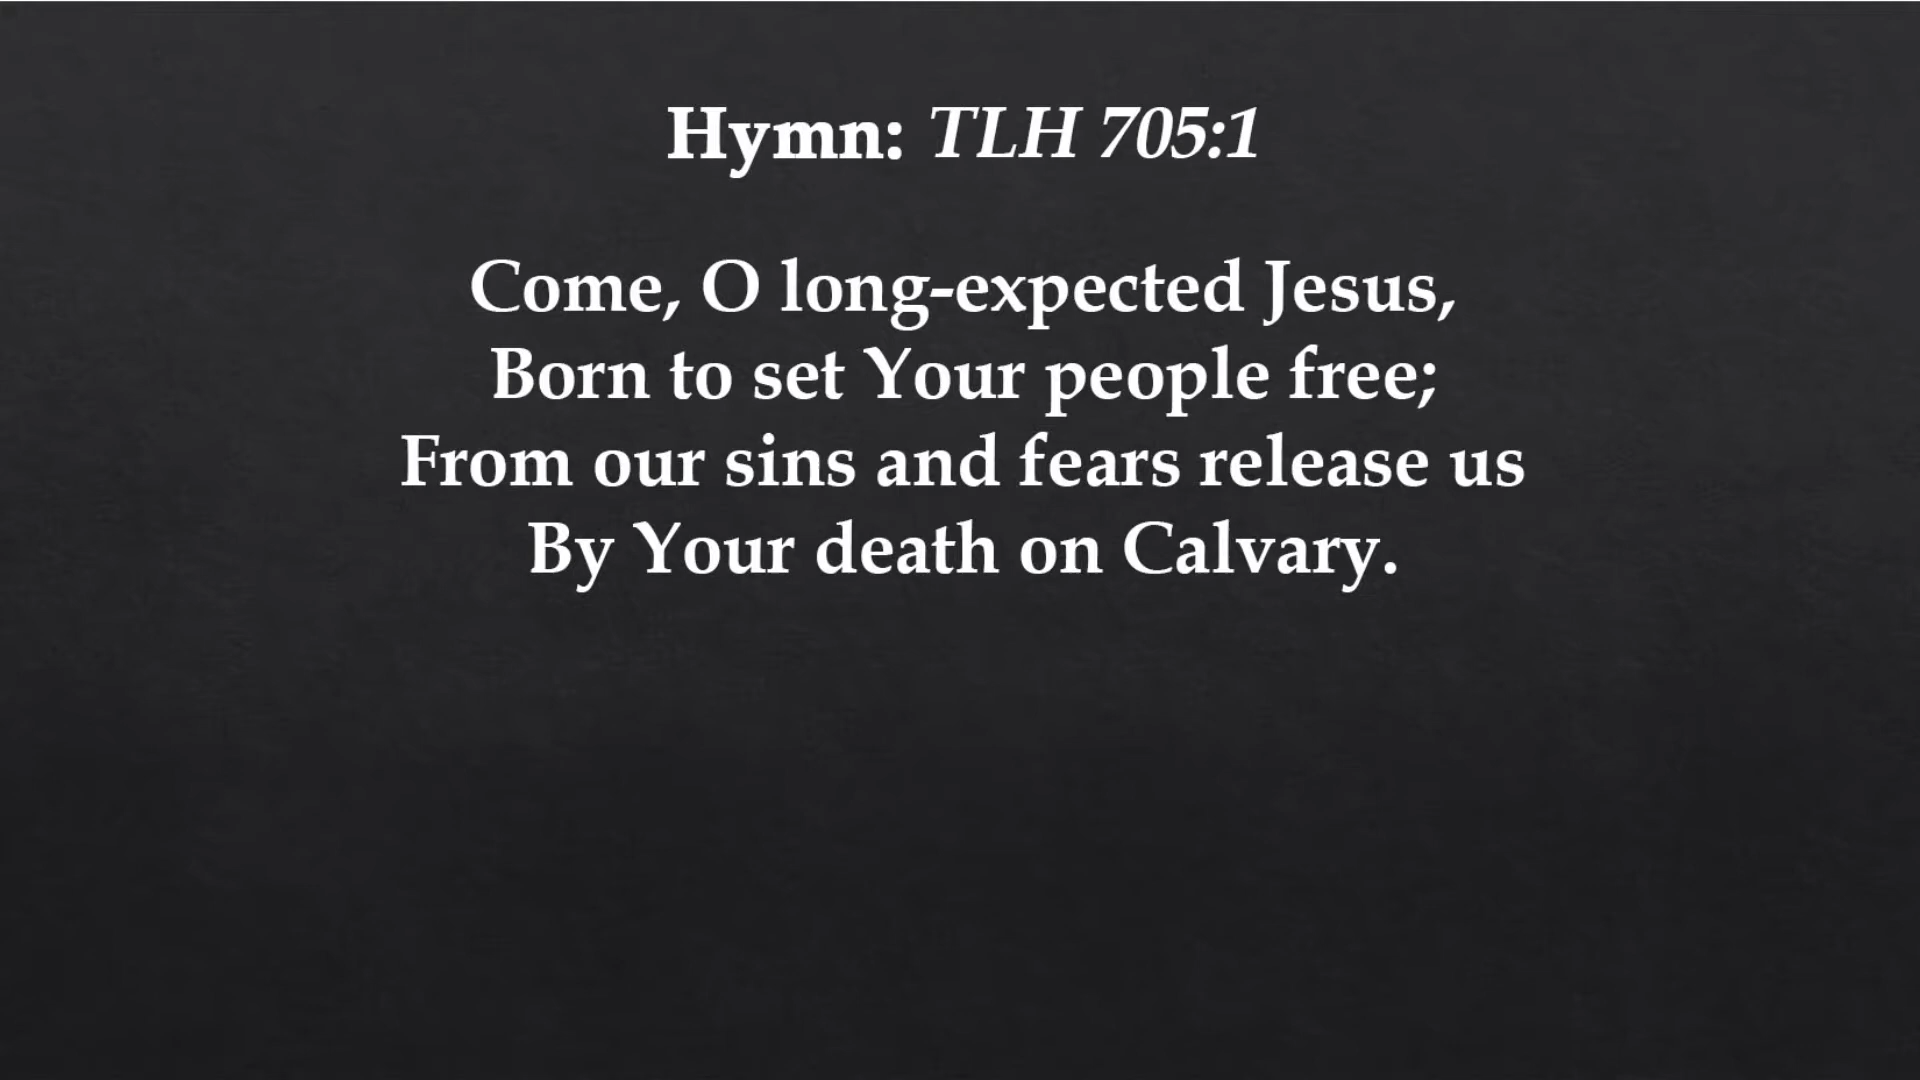 Hymn: TLH 705:1
Come, O long-expected Jesus,
Born to set Your people free;
From our sins and fears release us
By Your death on Calvary.